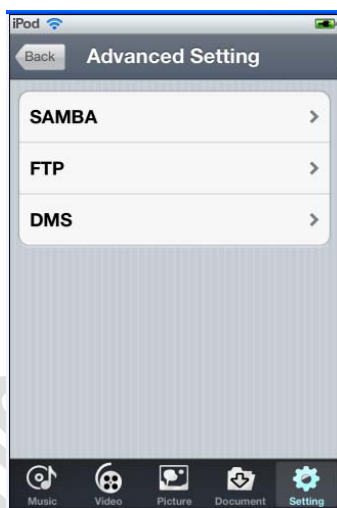 iPod
Back Advanced Setting
SAMBA
FTP
DMS
Music Video Picture Document Setting